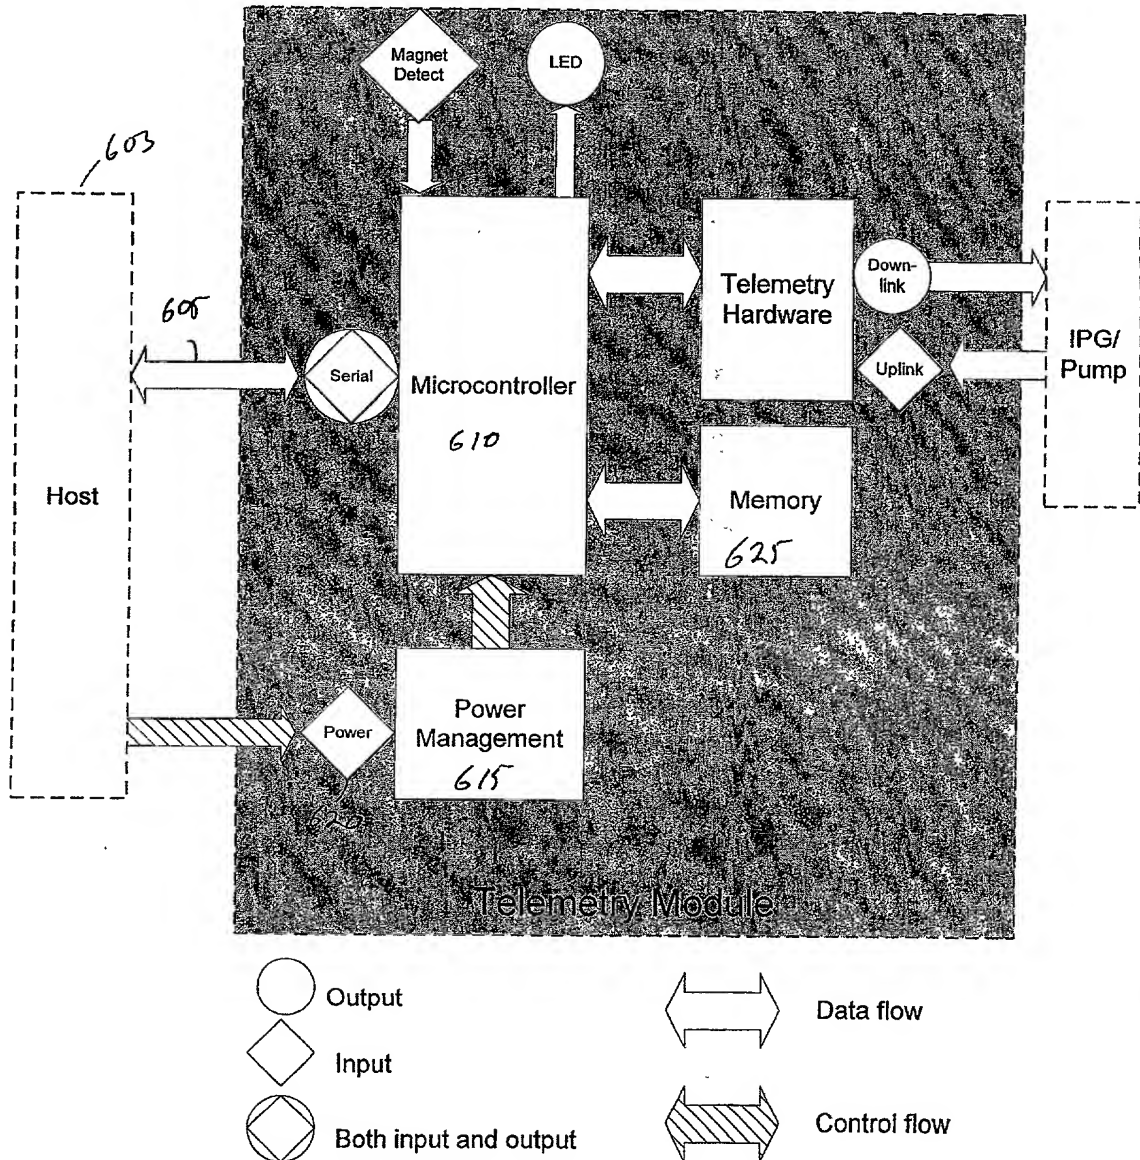 Magnet
Detect
LED
603
605
Host
Serial
Microcontroller
610
Telemetry
Hardware
Down-
link
Uplink
IPG/
Pump
Memory
625
Power
Power
Management
615
620
Telemetry Module
Output
Input
Both input and output
Data flow
Control flow